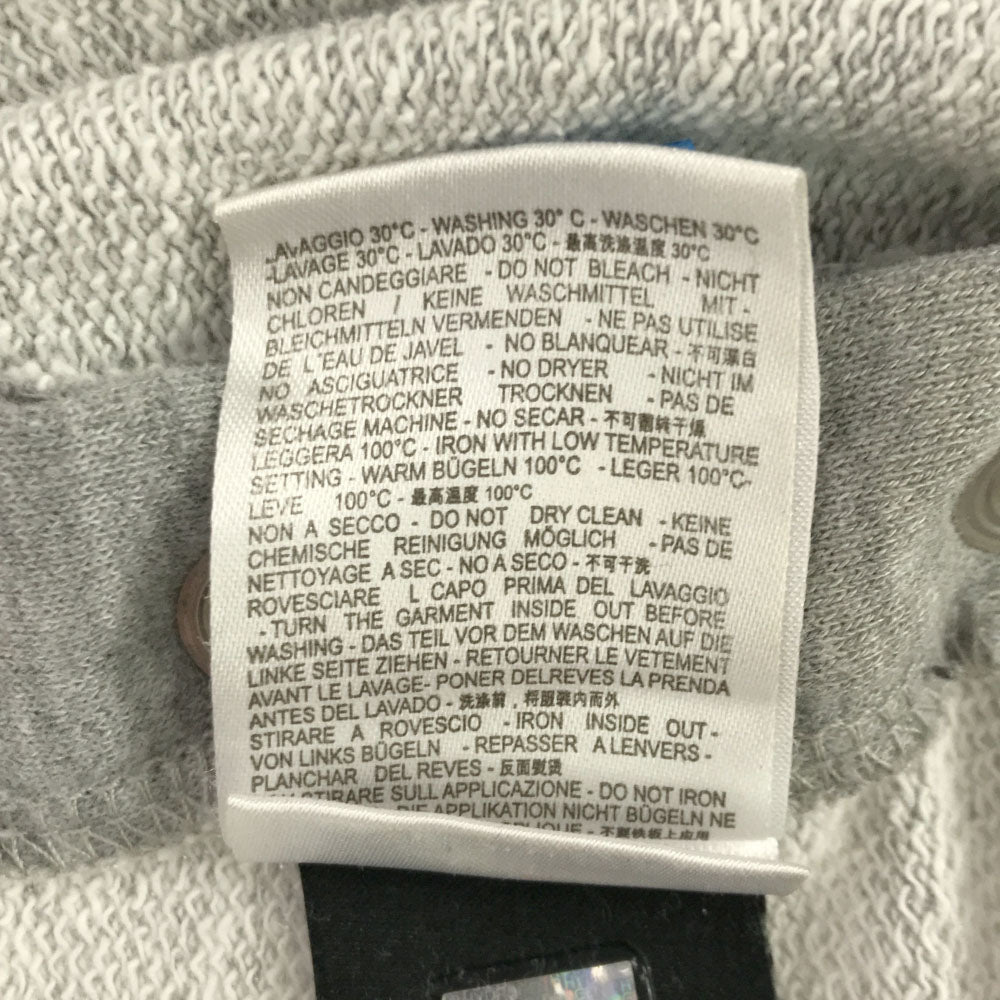 LAVAGGIO 30°C - WASHING 30° C - WASCHEN 30°C
-LAVAGE 30°C - LAVADO 30°C - 最高洗涤温度 30°C
NON CANDEGGIARE - DO NOT BLEACH - NICHT
CHLOREN / KEINE WASCHMITTEL MIT -
BLEICHMITTELN VERMENDEN - NE PAS UTILISE
DE L'EAU DE JAVEL - NO BLANQUEAR - 不可漂白
NO ASCIGUATRICE - NO DRYER - NICHT IM
WASCHETROCKNER TROCKNEN - PAS DE
SECHAGE MACHINE - NO SECAR - 不可翻转干燥
LEGGERA 100°C - IRON WITH LOW TEMPERATURE
SETTING - WARM BÜGELN 100°C - LEGER 100°C-
LEVE 100°C - 最高温度 100°C
NON A SECCO - DO NOT DRY CLEAN - KEINE
CHEMISCHE REINIGUNG MÖGLICH - PAS DE
NETTOYAGE A SEC - NO A SECO - 不可干洗
ROVESCIARE L CAPO PRIMA DEL LAVAGGIO
- TURN THE GARMENT INSIDE OUT BEFORE
WASHING - DAS TEIL VOR DEM WASCHEN AUF DIE
LINKE SEITE ZIEHEN - RETOURNER LE VETEMENT
AVANT LE LAVAGE- PONER DELREVES LA PRENDA
ANTES DEL LAVADO - 洗涤前，将服装内而外
STIRARE A ROVESCIO - IRON INSIDE OUT -
VON LINKS BÜGELN - REPASSER A LENVERS -
PLANCHAR DEL REVES - 反面熨烫
STIRARE SULL APPLICAZIONE - DO NOT IRON
DIE APPLIKATION NICHT BÜGELN NE